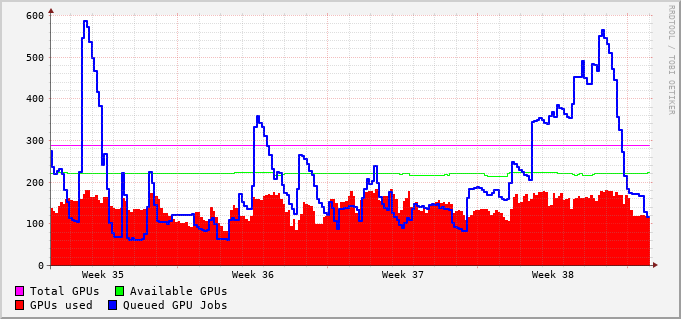 600
500
400
300
200
100
0
Week 35 Week 36 Week 37 Week 38
Total GPUs Available GPUs
GPUs used Queued GPU Jobs
RRDTOOL / TOBI OETIKER